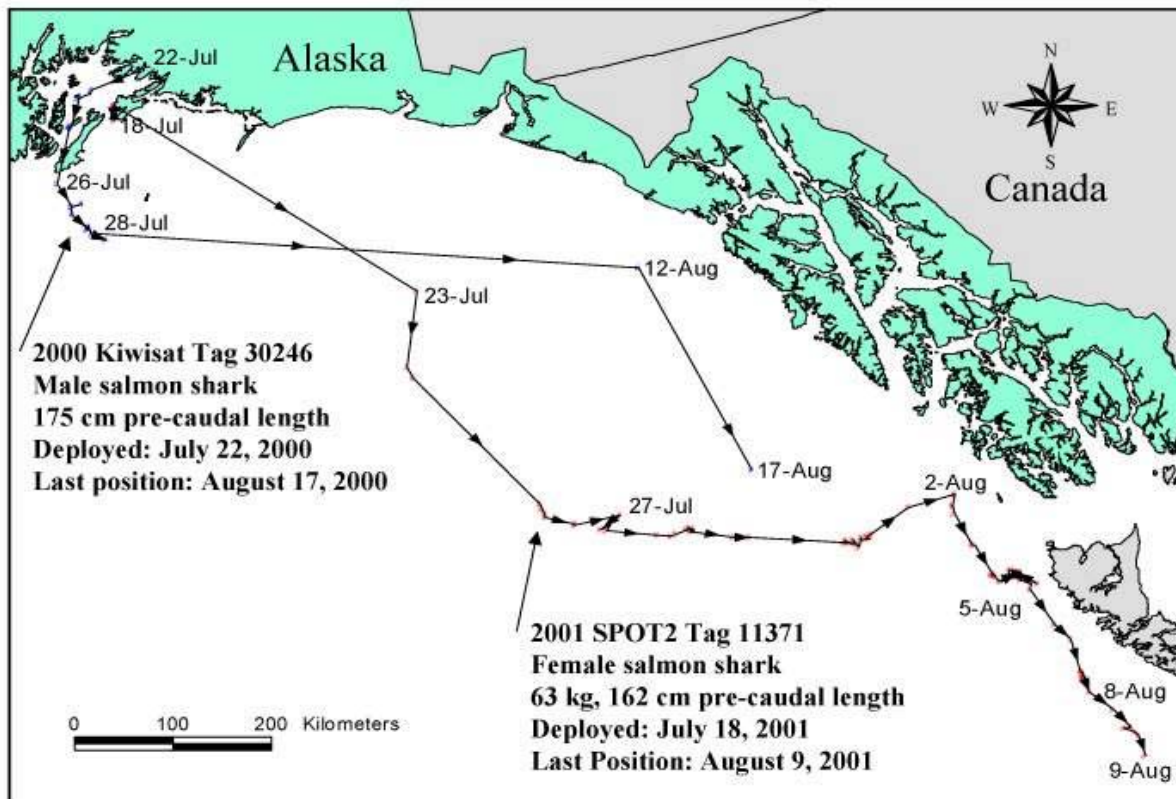 22-Jul
Alaska
N
W E
S
18-Jul
Canada
26-Jul
28-Jul
12-Aug
23-Jul
2000 Kiwisat Tag 30246
Male salmon shark
175 cm pre-caudal length
Deployed: July 22, 2000
Last position: August 17, 2000
17-Aug
27-Jul
2-Aug
5-Aug
2001 SPOT2 Tag 11371
Female salmon shark
63 kg, 162 cm pre-caudal length
Deployed: July 18, 2001
Last Position: August 9, 2001
8-Aug
9-Aug
0 100 200 Kilometers